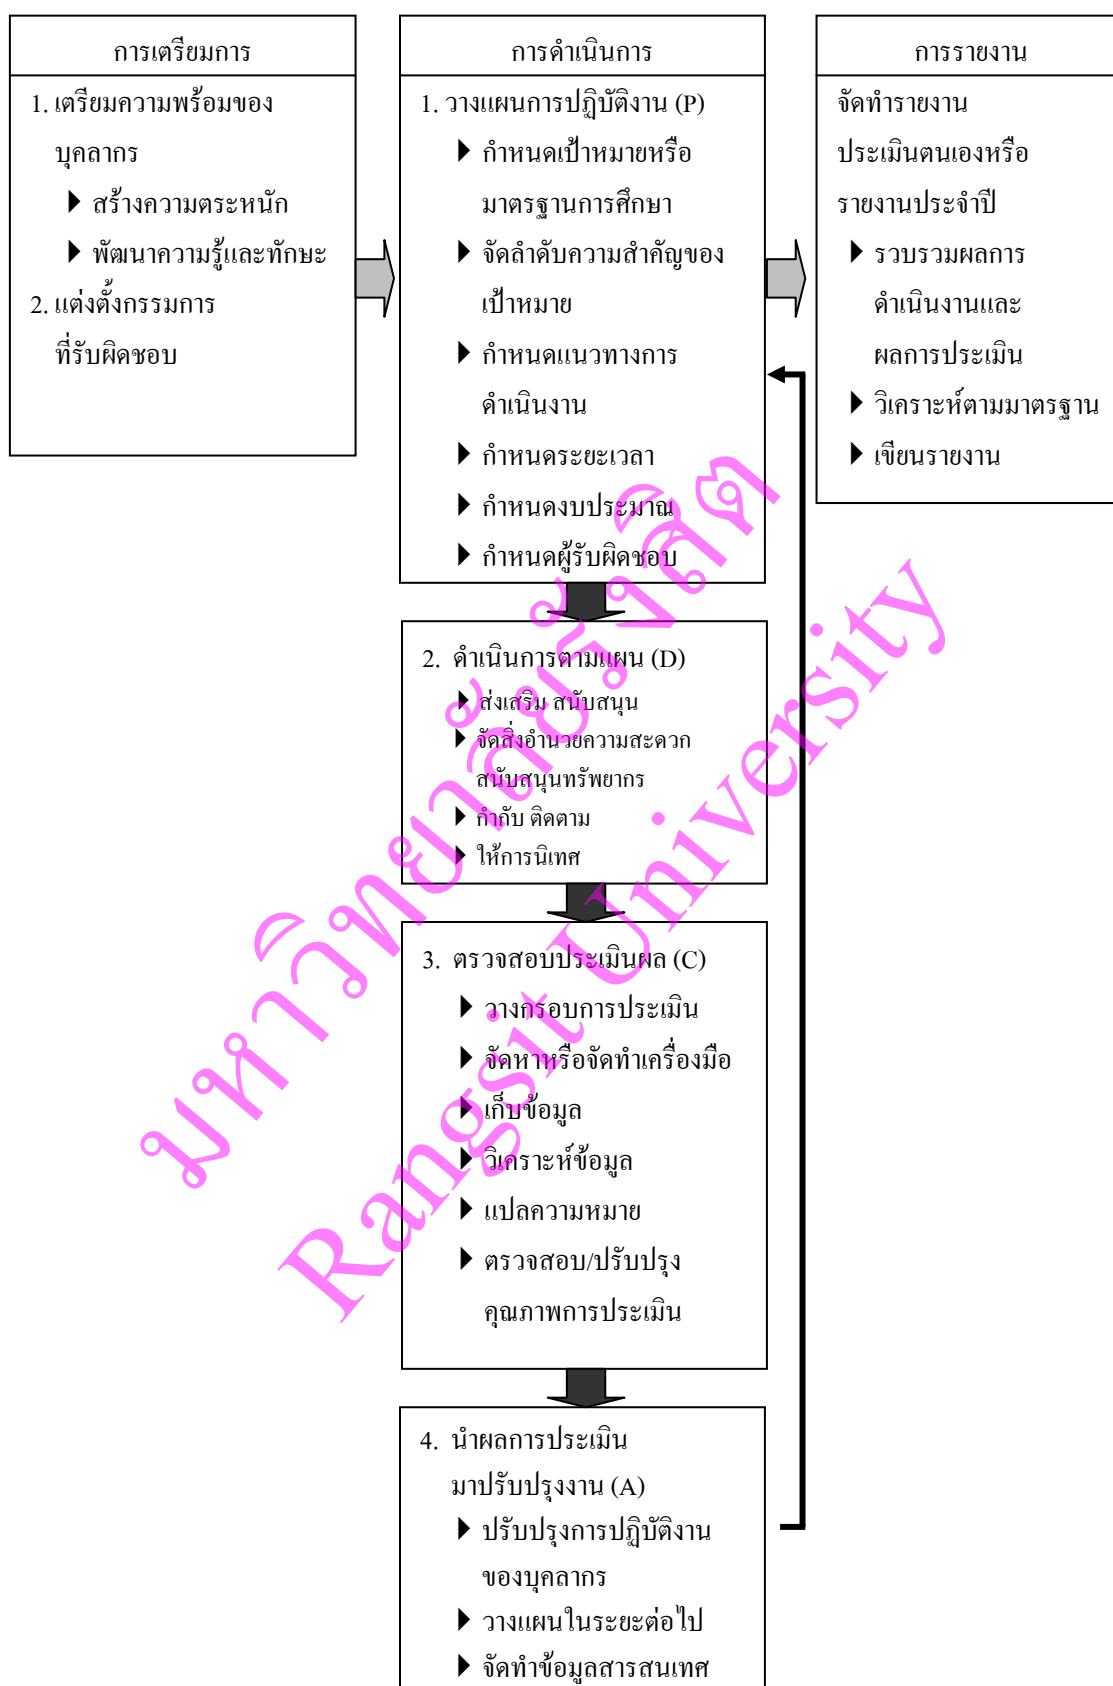 การเตรียมการ
1. เตรียมความพร้อมของ
บุคลากร
สร้างความตระหนัก
พัฒนาความรู้และทักษะ
2. แต่งตั้งกรรมการ
ที่รับผิดชอบ
การดำเนินการ
1. วางแผนการปฏิบัติงาน (P)
กำหนดเป้าหมายหรือ
มาตรฐานการศึกษา
จัดลำดับความสำคัญของ
เป้าหมาย
กำหนดแนวทางการ
ดำเนินงาน
กำหนดระยะเวลา
กำหนดงบประมาณ
กำหนดผู้รับผิดชอบ
การรายงาน
จัดทำรายงาน
ประเมินตนเองหรือ
รายงานประจำปี
รวบรวมผลการ
ดำเนินงานและ
ผลการประเมิน
วิเคราะห์ตามมาตรฐาน
เขียนรายงาน
2. ดำเนินการตามแผน (D)
ส่งเสริม สนับสนุน
จัดสิ่งอำนวยความสะดวก
สนับสนุนทรัพยากร
กำกับ ติดตาม
ให้การนิเทศ
3. ตรวจสอบประเมินผล (C)
วางกรอบการประเมิน
จัดหาหรือจัดทำเครื่องมือ
เก็บข้อมูล
วิเคราะห์ข้อมูล
แปลความหมาย
ตรวจสอบ/ปรับปรุง
คุณภาพการประเมิน
4. นำผลการประเมิน
มาปรับปรุงงาน (A)
ปรับปรุงการปฏิบัติงาน
ของบุคลากร
วางแผนในระยะต่อไป
จัดทำข้อมูลสารสนเทศ
มหาวิทยาลัยรังสิต
Rangsit University